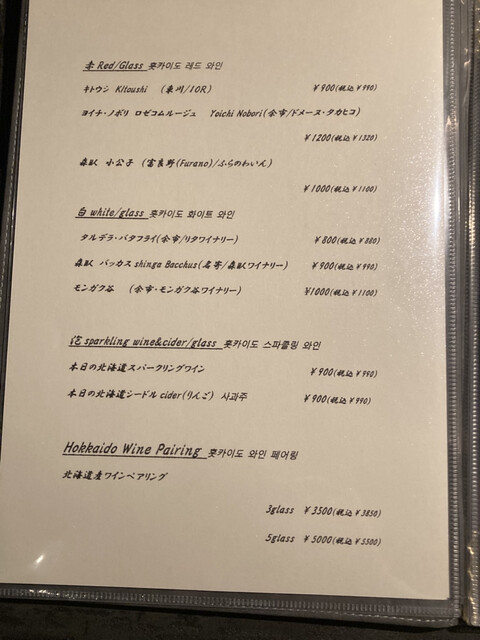 赤 Red/Glass 홋카이도 레드 와인
キトウシ Kitoushi (東川/10R) ¥900(税込¥990)
ヨイチ・ノボリ ロゼコムルージュ Yoichi Nobori(余市/ドメーヌ・タカヒコ)
¥1200(税込¥1320)
森臥 小公子 (富良野(Furano)/ふらのわいん)
¥1000(税込¥1100)
白 white/glass 홋카이도 화이트 와인
タルデラ・バタフライ(余市/リタワイナリー) ¥800(税込¥880)
森臥 バッカス shinga Bacchus(名寄/森臥ワイナリー) ¥900(税込¥990)
モンガク谷 (余市・モンガク谷ワイナリー) ¥1000(税込¥1100)
泡 sparkling wine&cider/glass 홋카이도 스파클링 와인
本日の北海道スパークリングワイン ¥900(税込¥990)
本日の北海道シードル cider(りんご) 사과주 ¥900(税込¥990)
Hokkaido Wine Pairing 홋카이도 와인 페어링
北海道産ワインペアリング
3glass ¥3500(税込¥3850)
5glass ¥5000(税込¥5500)